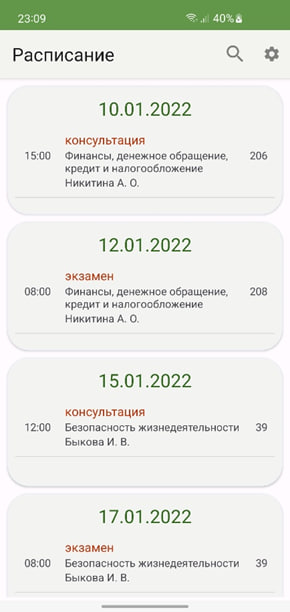 23:09
40%
Расписание
10.01.2022
консультация
15:00 Финансы, денежное обращение, 206
кредит и налогообложение
Никитина А. О.
12.01.2022
экзамен
08:00 Финансы, денежное обращение, 208
кредит и налогообложение
Никитина А. О.
15.01.2022
консультация
12:00 Безопасность жизнедеятельности 39
Быкова И. В.
17.01.2022
экзамен
08:00 Безопасность жизнедеятельности 39
Быкова И. В.